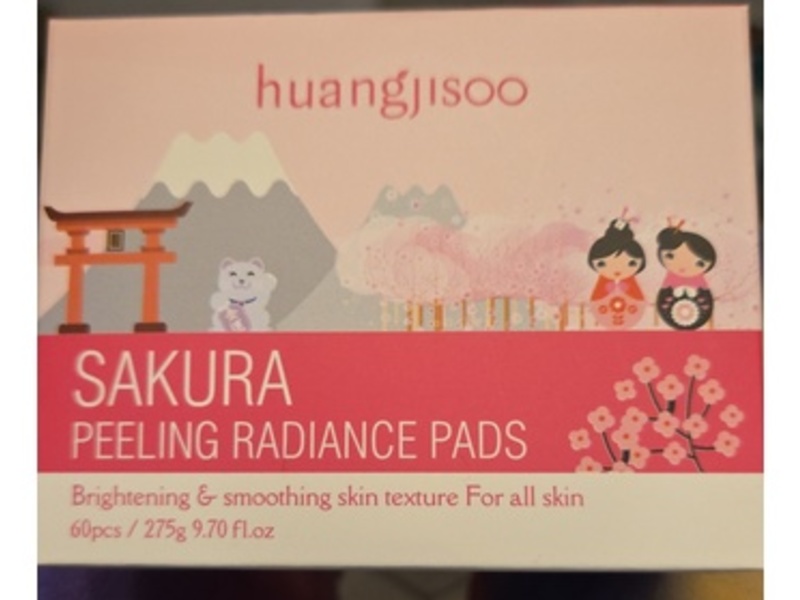 huangjisoo
SAKURA
PEELING RADIANCE PADS
Brightening & smoothing skin texture For all skin
60pcs / 275g 9.70 fl.oz